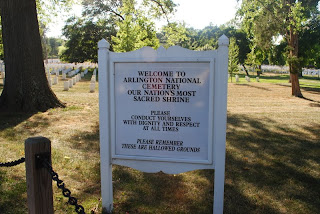 WELCOME TO
ARLINGTON NATIONAL
CEMETERY
OUR NATION'S MOST
SACRED SHRINE
PLEASE
CONDUCT YOURSELVES
WITH DIGNITY AND RESPECT
AT ALL TIMES
PLEASE REMEMBER
THESE ARE HALLOWED GROUNDS